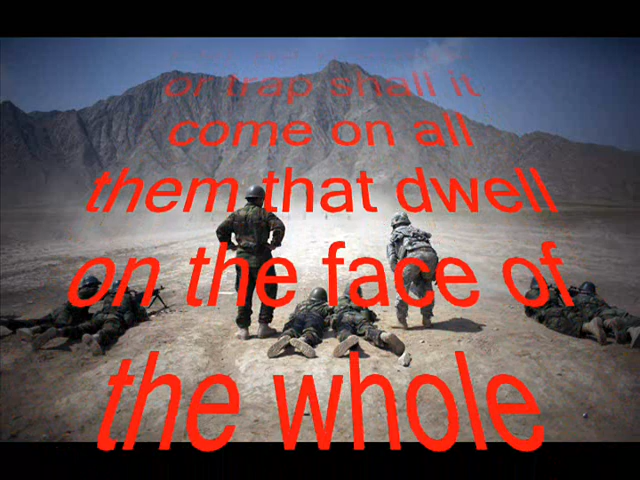 or trap shall it
come on all
them that dwell
on the face of
the whole